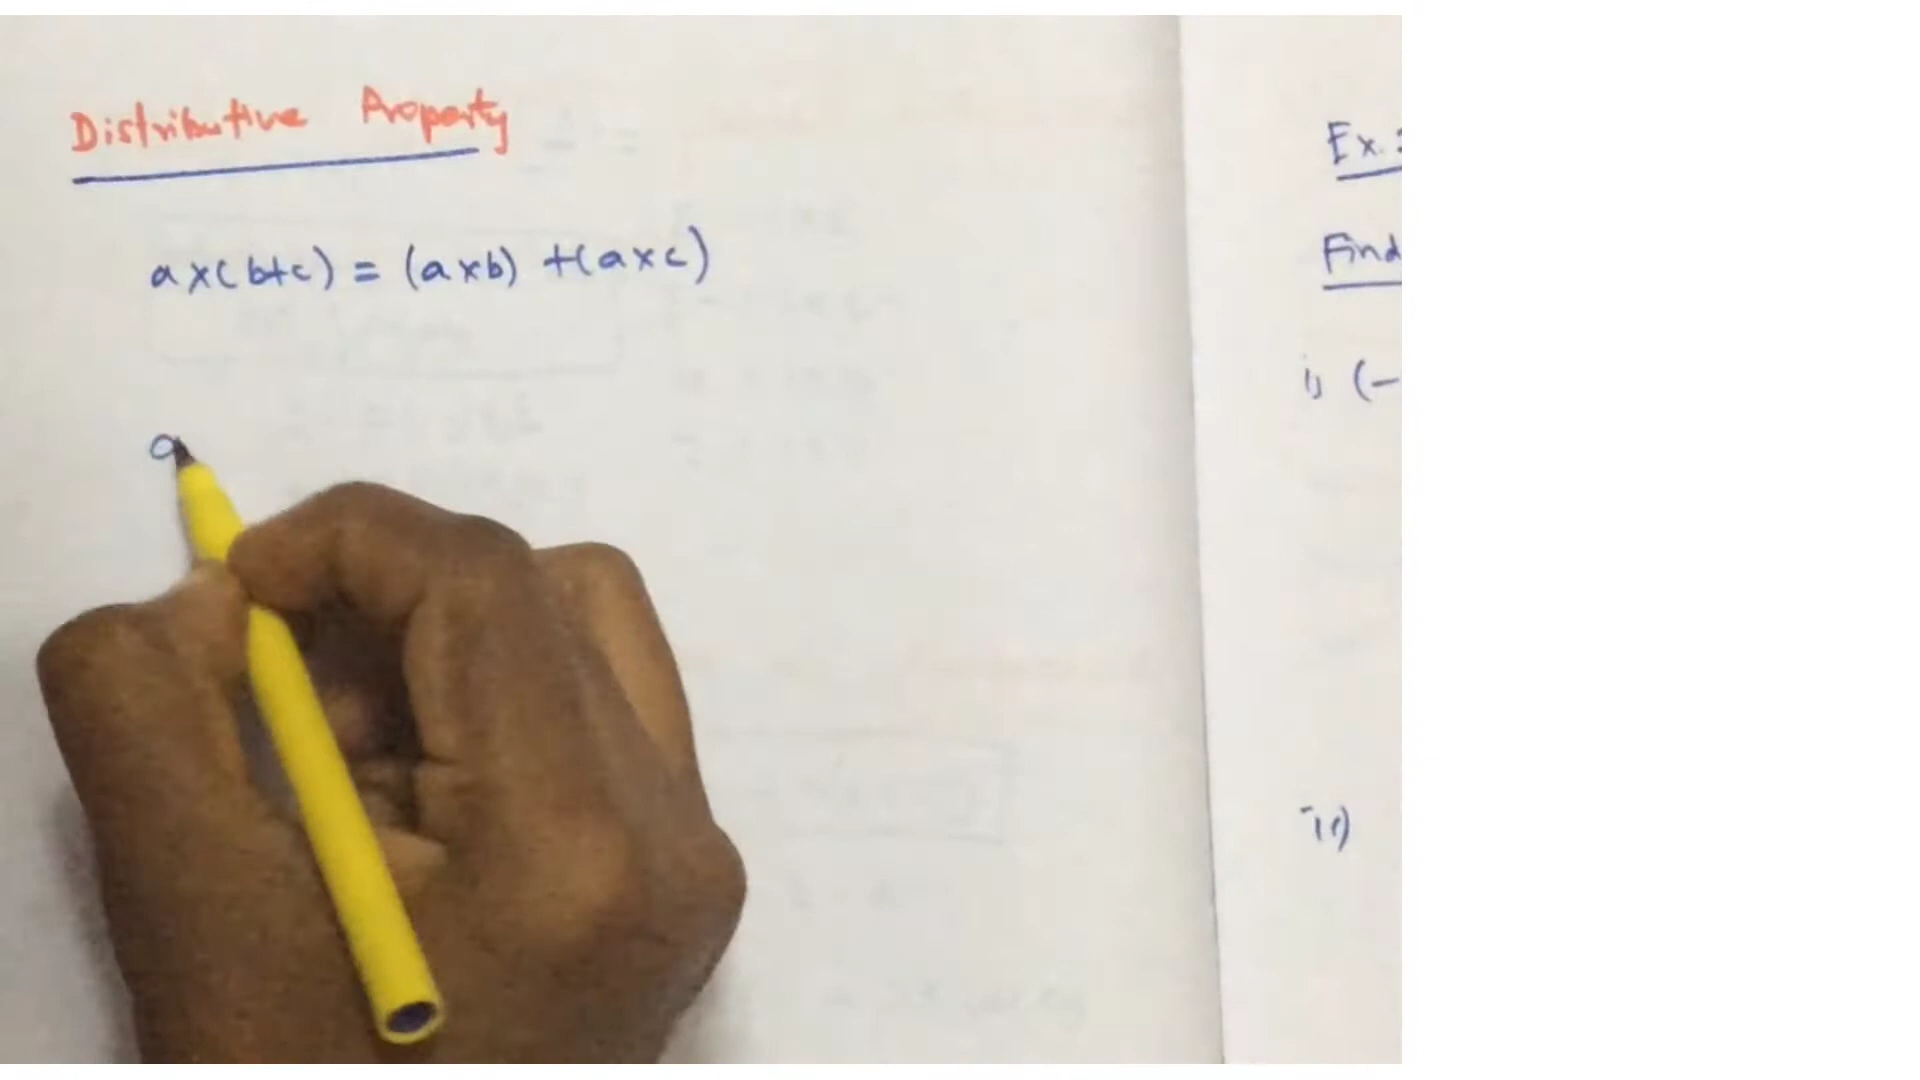 Distributive Property
a×(b+c) = (a×b) +(a×c)
a
Ex :
Find
i) (-
ii)